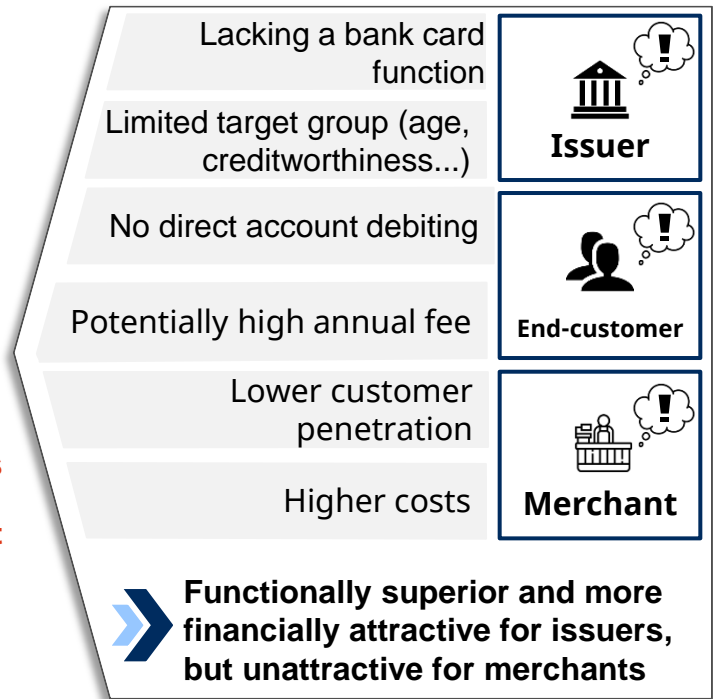 Lacking a bank card
function
Limited target group (age,
creditworthiness...)
Issuer
No direct account debiting
Potentially high annual fee
End-customer
Lower customer
penetration
Higher costs
Merchant
Functionally superior and more
financially attractive for issuers,
but unattractive for merchants